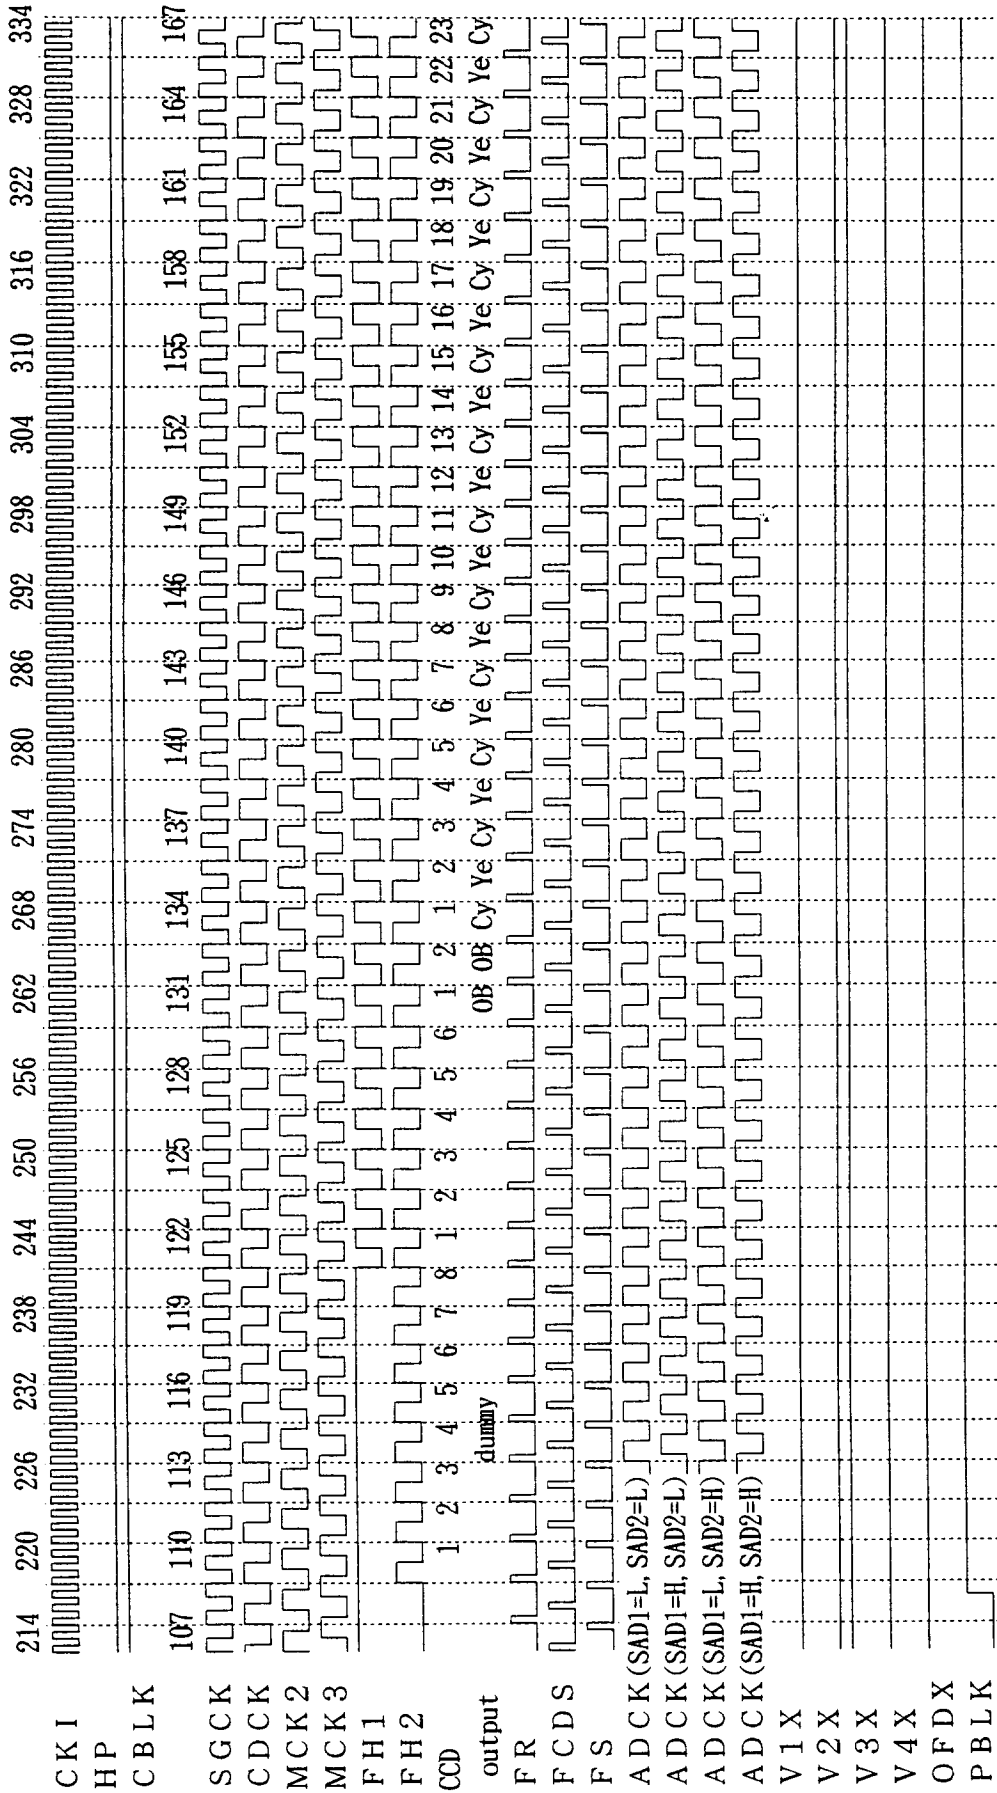 214 220 226 232 238 244 250 256 262 268 274 280 286 292 298 304 310 316 322 328 334
CKI
HP
CBLK
107 110 113 116 119 122 125 128 131 134 137 140 143 146 149 152 155 158 161 164 167
SGCK
CDCK
MCK2
MCK3
FH1
FH2
CCD 1 2 3 4 5 6 7 8 1 2 3 4 5 6 1 2 1 2 3 4 5 6 7 8 9 10 11 12 13 14 15 16 17 18 19 20 21 22 23
output dummy OB OB Cy Ye Cy Ye Cy Ye Cy Ye Cy Ye Cy Ye Cy Ye Cy Ye Cy Ye Cy Ye Cy Ye Cy
FR
FCDS
FS
ADCK(SAD1=L, SAD2=L)
ADCK(SAD1=H, SAD2=L)
ADCK(SAD1=L, SAD2=H)
ADCK(SAD1=H, SAD2=H)
V1X
V2X
V3X
V4X
OFDX
PBLK